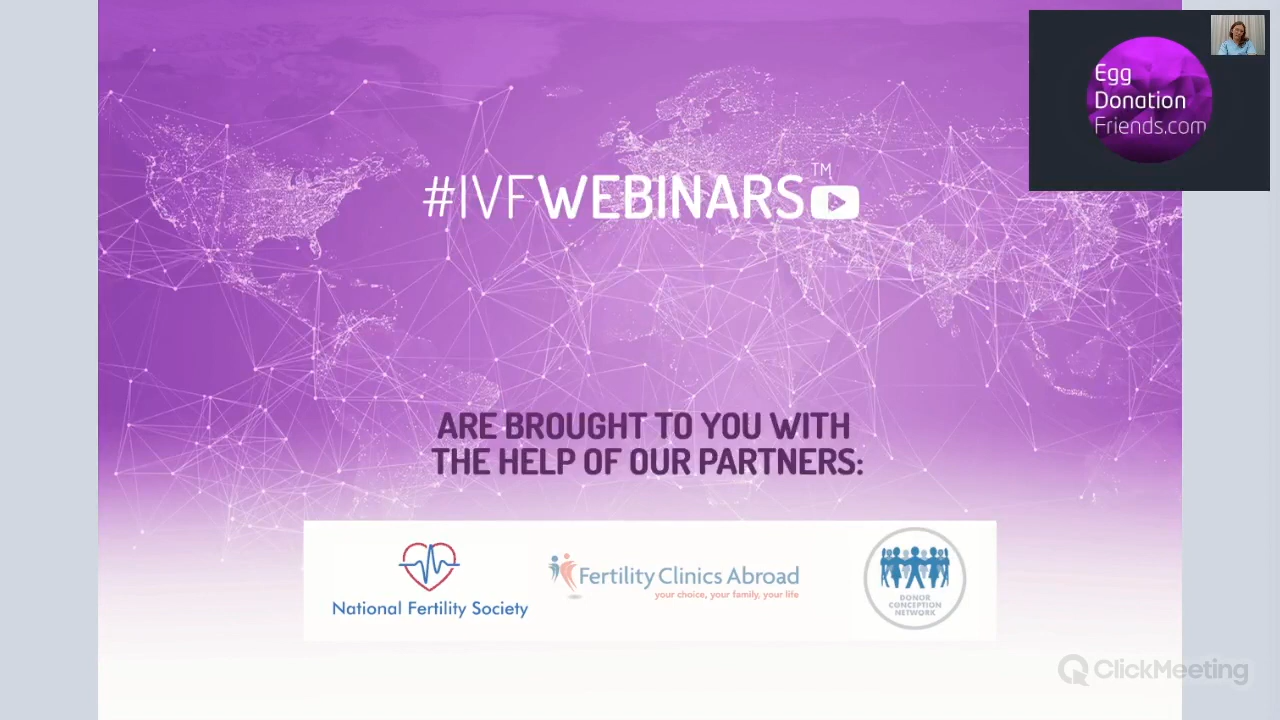 Egg
Donation
Friends.com
#IVFWEBINARS™
ARE BROUGHT TO YOU WITH
THE HELP OF OUR PARTNERS:
National Fertility Society
Fertility Clinics Abroad
your choice, your family, your life
DONOR
CONCEPTION
NETWORK
ClickMeeting